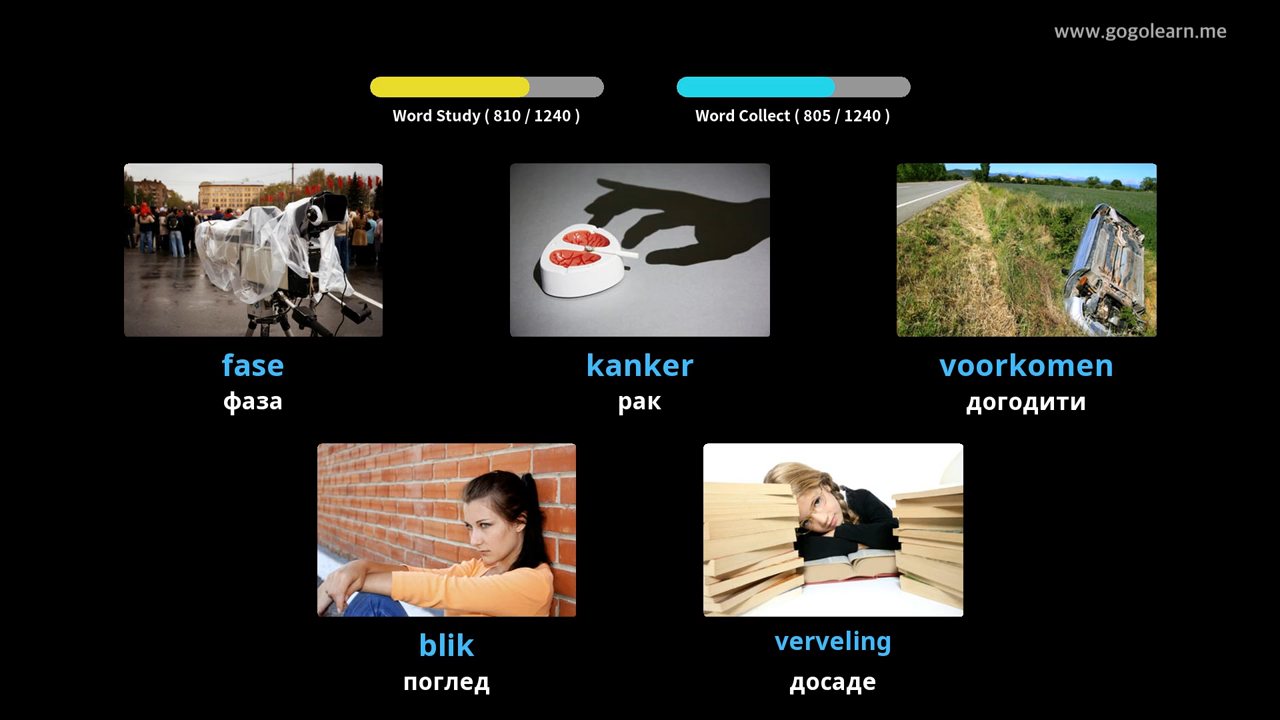 www.gogolearn.me
Word Study ( 810 / 1240 )
Word Collect ( 805 / 1240 )
fase
фаза
kanker
рак
voorkomen
догодити
blik
поглед
verveling
досаде